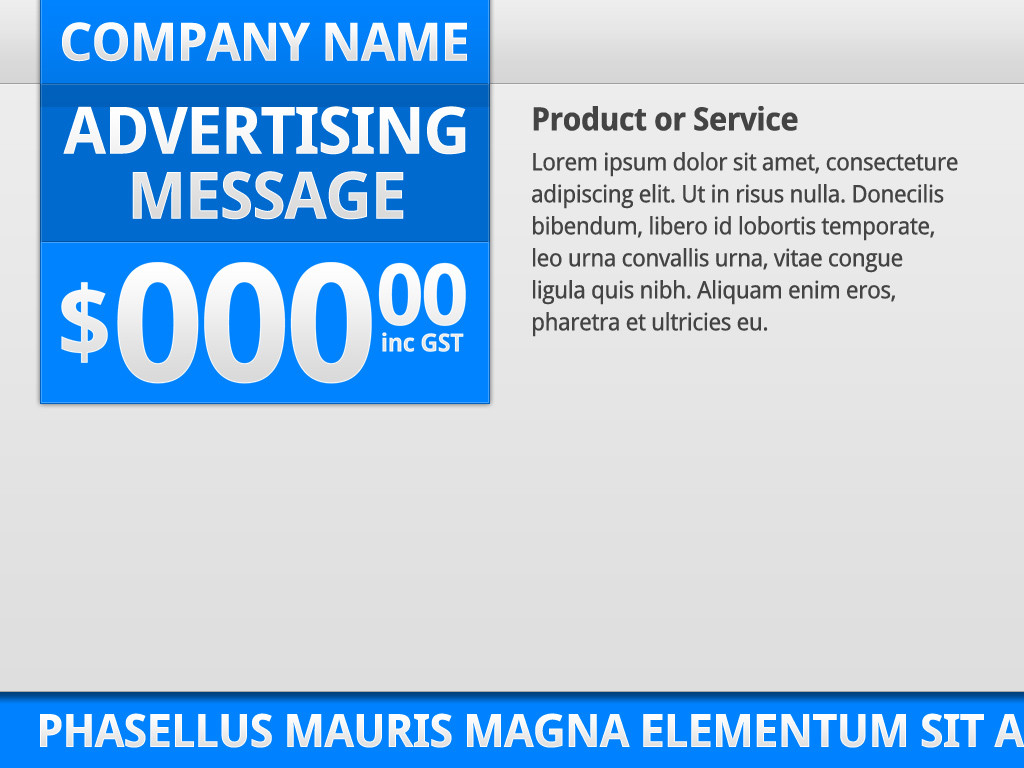 COMPANY NAME
ADVERTISING
MESSAGE
$000 00
inc GST
Product or Service
Lorem ipsum dolor sit amet, consecteture
adipiscing elit. Ut in risus nulla. Donecilis
bibendum, libero id lobortis temporate,
leo urna convallis urna, vitae congue
ligula quis nibh. Aliquam enim eros,
pharetra et ultricies eu.
PHASELLUS MAURIS MAGNA ELEMENTUM SIT A